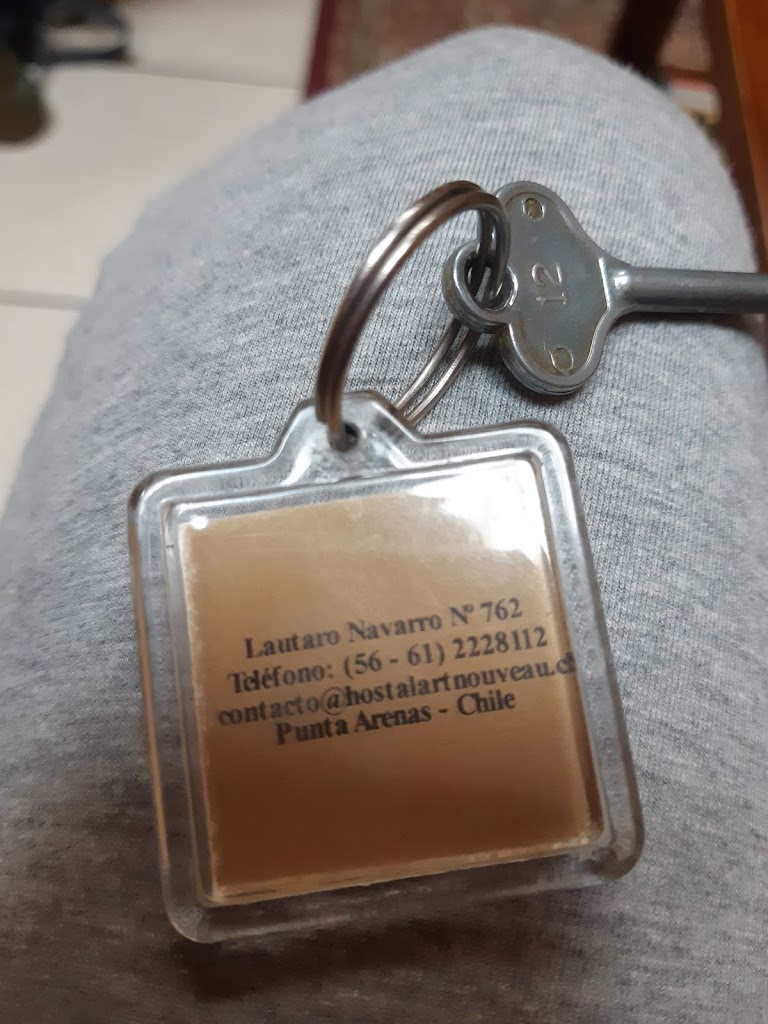 12
Lautaro Navarro Nº 762
Teléfono: (56 - 61) 2228112
contacto@hostalartnouveau.cl
Punta Arenas - Chile